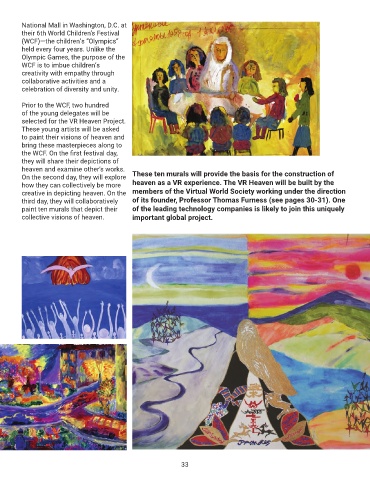 National Mall in Washington, D.C. at
their 6th World Children's Festival
(WCF)—the children's "Olympics"
held every four years. Unlike the
Olympic Games, the purpose of the
WCF is to imbue children's
creativity with empathy through
collaborative activities and a
celebration of diversity and unity.
Prior to the WCF, two hundred
of the young delegates will be
selected for the VR Heaven Project.
These young artists will be asked
to paint their visions of heaven and
bring these masterpieces along to
the WCF. On the first festival day,
they will share their depictions of
heaven and examine other's works.
On the second day, they will explore
how they can collectively be more
creative in depicting heaven. On the
third day, they will collaboratively
paint ten murals that depict their
collective visions of heaven.
These ten murals will provide the basis for the construction of
heaven as a VR experience. The VR Heaven will be built by the
members of the Virtual World Society working under the direction
of its founder, Professor Thomas Furness (see pages 30-31). One
of the leading technology companies is likely to join this uniquely
important global project.
33